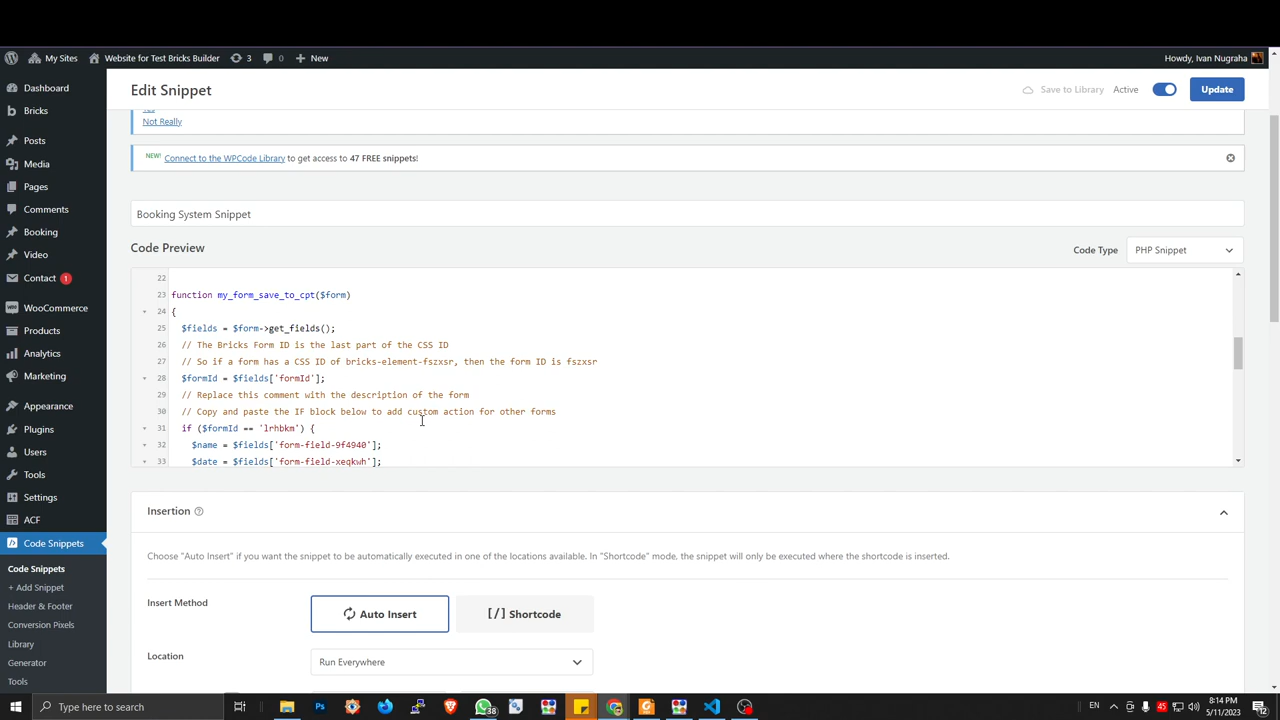 My Sites
Website for Test Bricks Builder
3
0
New
Howdy, Ivan Nugraha
Dashboard
Bricks
Posts
Media
Pages
Comments
Booking
Video
Contact 1
WooCommerce
Products
Analytics
Marketing
Appearance
Plugins
Users
Tools
Settings
ACF
Code Snippets
Code Snippets
+ Add Snippet
Header & Footer
Conversion Pixels
Library
Generator
Tools
Edit Snippet
Save to Library
Active
Update
Yes
Not Really
NEW! Connect to the WPCode Library to get access to 47 FREE snippets!
Booking System Snippet
Code Preview
Code Type
PHP Snippet
22
23 function my_form_save_to_cpt($form)
24 {
25 $fields = $form->get_fields();
26 // The Bricks Form ID is the last part of the CSS ID
27 // So if a form has a CSS ID of bricks-element-fszxsr, then the form ID is fszxsr
28 $formId = $fields['formId'];
29 // Replace this comment with the description of the form
30 // Copy and paste the IF block below to add custom action for other forms
31 if ($formId == 'lrhbkm') {
32 $name = $fields['form-field-9f4940'];
33 $date = $fields['form-field-xeqkwh'];
Insertion
Choose "Auto Insert" if you want the snippet to be automatically executed in one of the locations available. In "Shortcode" mode, the snippet will only be executed where the shortcode is inserted.
Insert Method
Auto Insert
[/] Shortcode
Location
Run Everywhere
Type here to search
38
EN
45
8:14 PM
5/11/2023
12